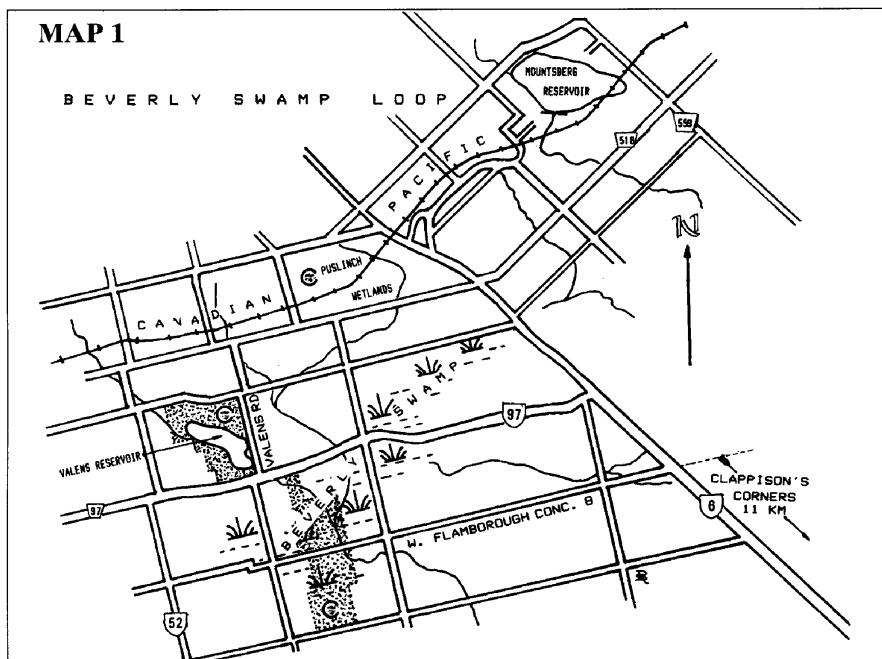 MAP 1
BEVERLY SWAMP LOOP
MOUNTSBERG
RESERVOIR
518
559
PACIFIC
N
PUSLINCH
WETLANDS
CAVADIAN
SWAMP
VALENS RD
97
VALENS RESERVOIR
BEVERLY
97
CLAPPISON'S
CORNERS
11 KM
6
W. FLAMBOROUGH CONC. 8
52